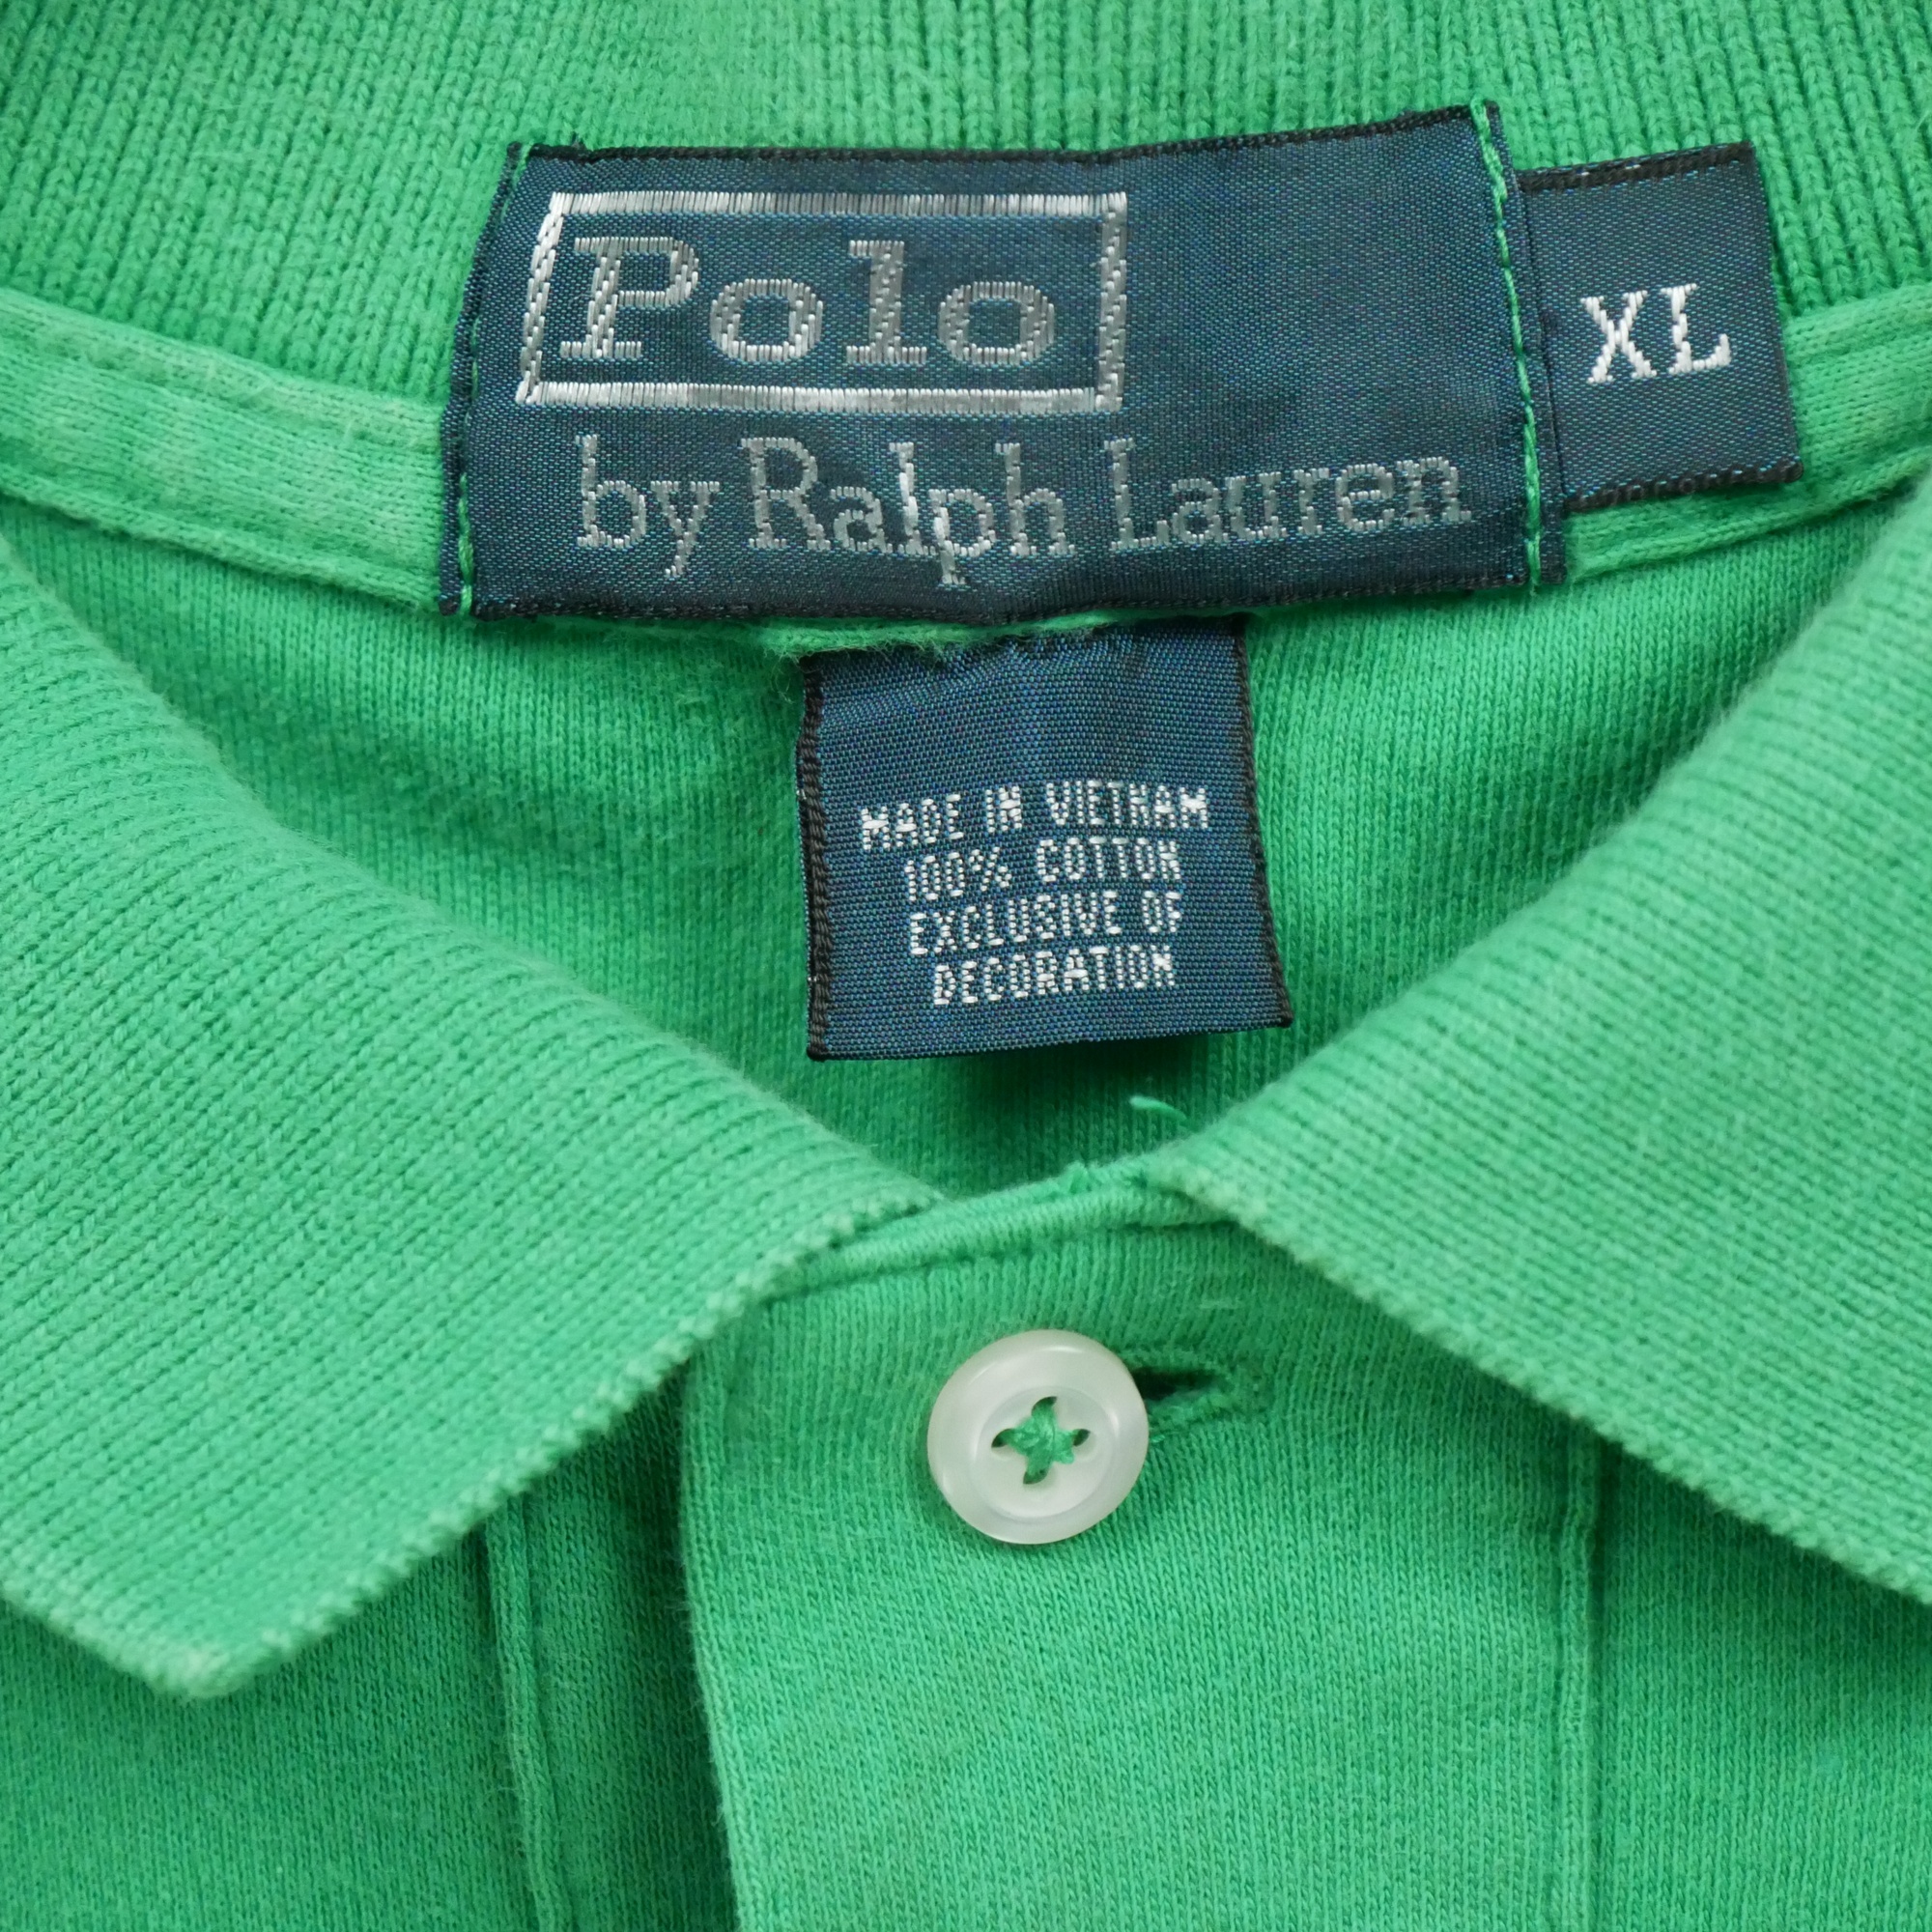 Polo
by Ralph Lauren
XL
MADE IN VIETNAM
100% COTTON
EXCLUSIVE OF
DECORATION